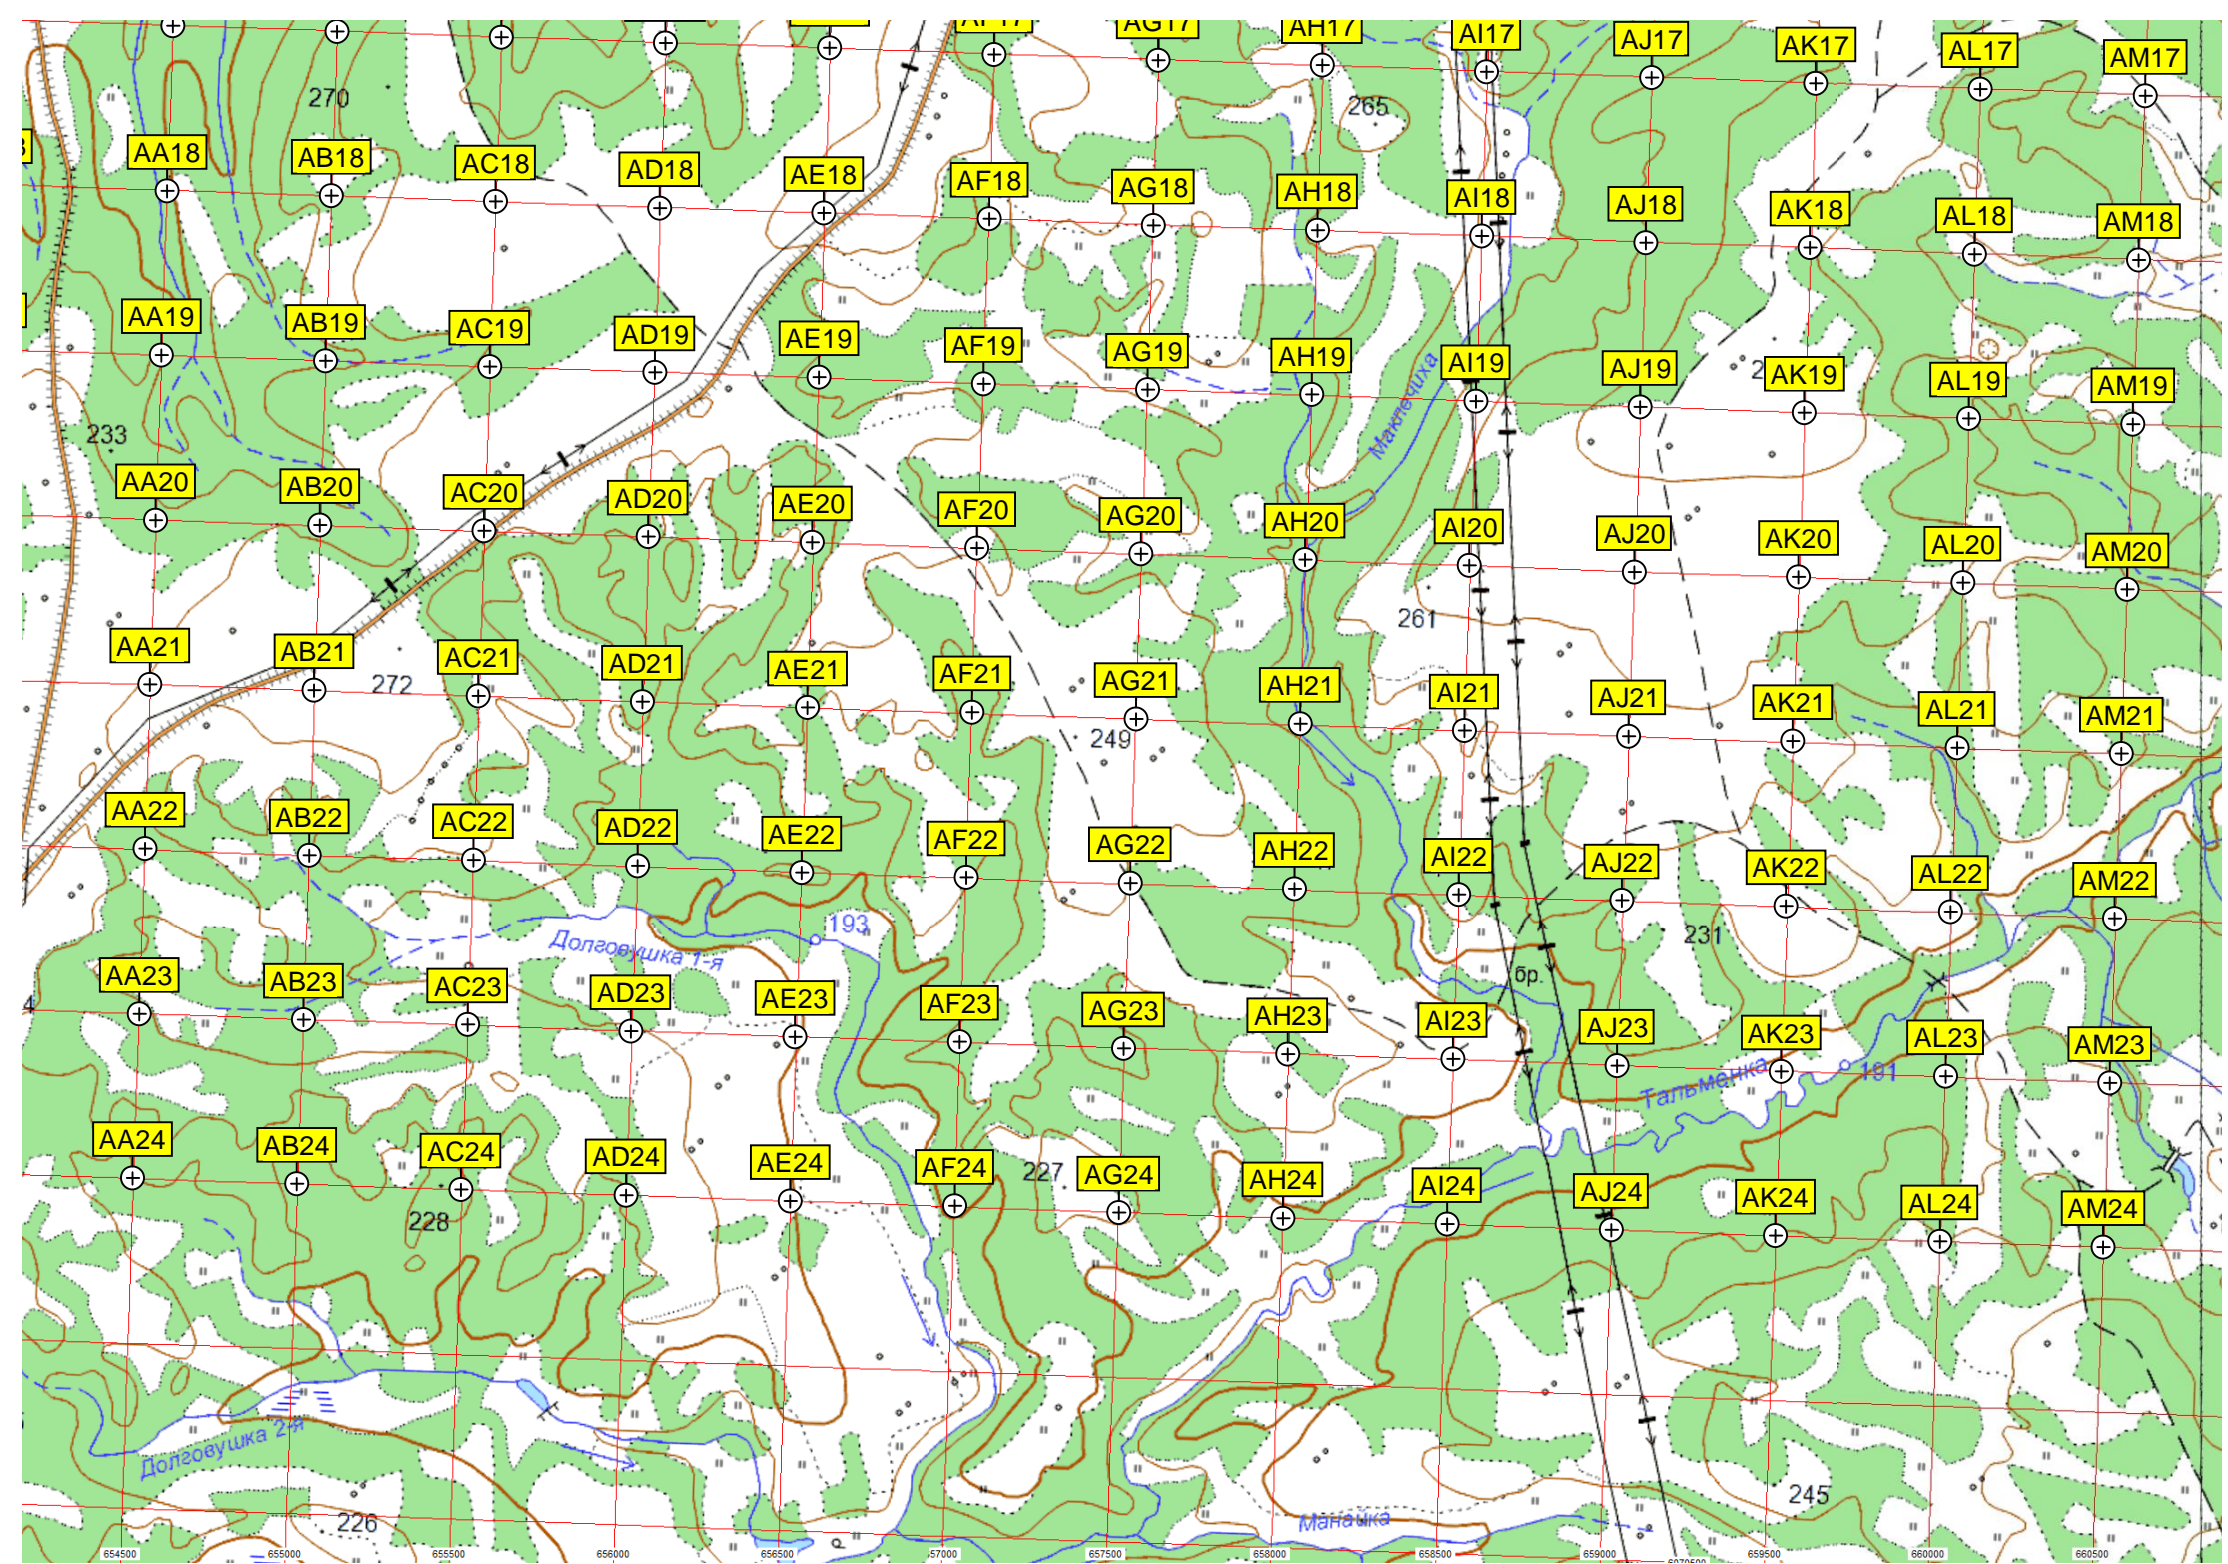 AF17 AG17 AH17 AI17 AJ17 AK17 AL17 AM17
270 265
AA18 AB18 AC18 AD18 AE18 AF18 AG18 AH18 AI18 AJ18 AK18 AL18 AM18
AA19 AB19 AC19 AD19 AE19 AF19 AG19 AH19 AI19 AJ19 AK19 AL19 AM19
Маклечиха
233
AA20 AB20 AC20 AD20 AE20 AF20 AG20 AH20 AI20 AJ20 AK20 AL20 AM20
261
AA21 AB21 AC21 AD21 AE21 AF21 AG21 AH21 AI21 AJ21 AK21 AL21 AM21
272
249
AA22 AB22 AC22 AD22 AE22 AF22 AG22 AH22 AI22 AJ22 AK22 AL22 AM22
193 231
Долговушка 1-я
бр.
AA23 AB23 AC23 AD23 AE23 AF23 AG23 AH23 AI23 AJ23 AK23 AL23 AM23
Тальменка 191
AA24 AB24 AC24 AD24 AE24 AF24 AG24 AH24 AI24 AJ24 AK24 AL24 AM24
227
228
Долговушка 2-я
245
226
Манайка
654500 655000 655500 656000 656500 657000 657500 658000 658500 659000 659500 660000 660500